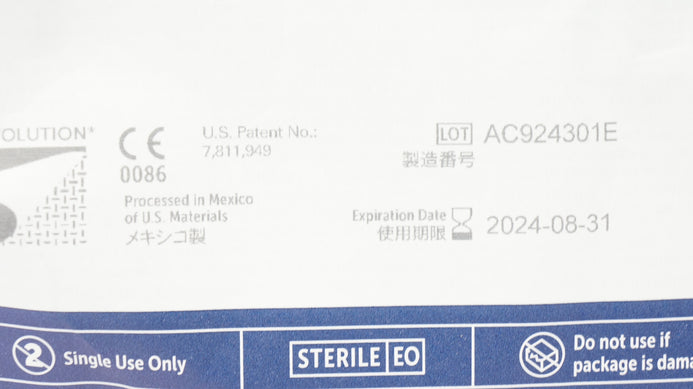 OLUTION*
CE
0086
U.S. Patent No.:
7,811,949
LOT AC924301E
製造番号
Processed in Mexico
of U.S. Materials
メキシコ製
Expiration Date
使用期限
2024-08-31
2 Single Use Only
STERILE EO
Do not use if
package is dama